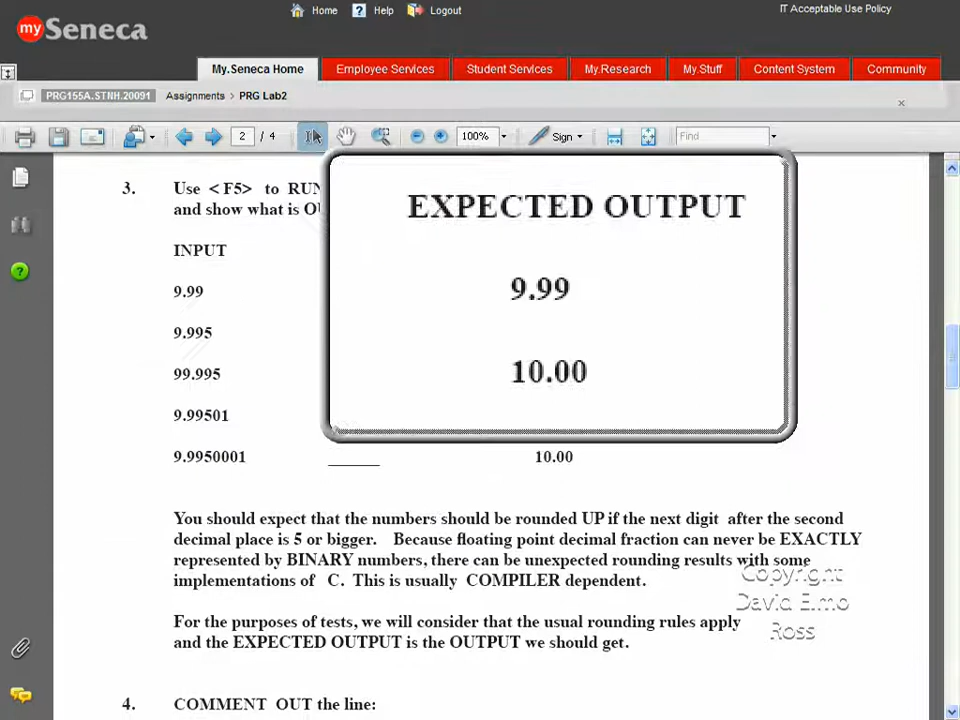 Home Help Logout IT Acceptable Use Policy
my Seneca
My.Seneca Home Employee Services Student Services My.Research My.Stuff Content System Community
PRG155A.STNH.20091 Assignments > PRG Lab2
2 / 4 100% Sign Find
3. Use <F5> to RUN
and show what is OU
EXPECTED OUTPUT
INPUT
9.99 9.99
9.995
99.995 10.00
9.99501
9.9950001 ______ 10.00
You should expect that the numbers should be rounded UP if the next digit after the second
decimal place is 5 or bigger. Because floating point decimal fraction can never be EXACTLY
represented by BINARY numbers, there can be unexpected rounding results with some
implementations of C. This is usually COMPILER dependent.
Copyright
David Elmo
Ross
For the purposes of tests, we will consider that the usual rounding rules apply
and the EXPECTED OUTPUT is the OUTPUT we should get.
4. COMMENT OUT the line: